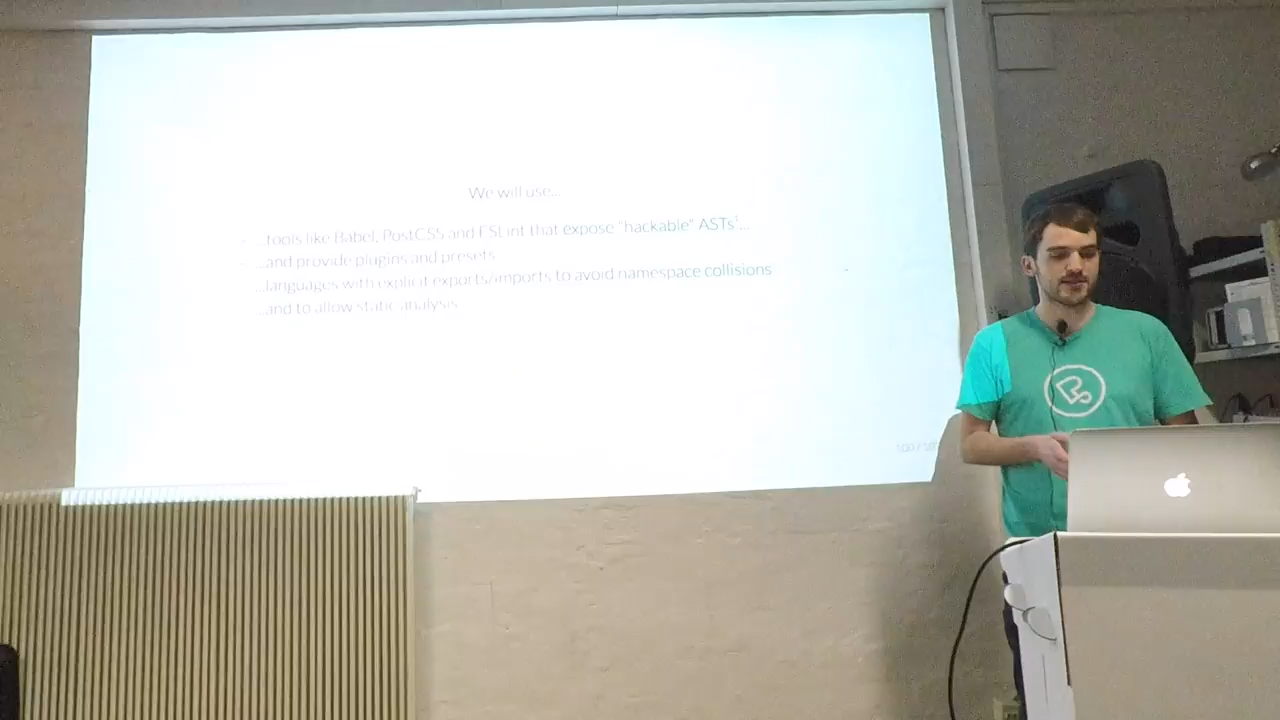 We will use...
...tools like Babel, PostCSS and ESLint that expose "hackable" ASTs¹...
...and provide plugins and presets
...languages with explicit exports/imports to avoid namespace collisions
...and to allow static analysis